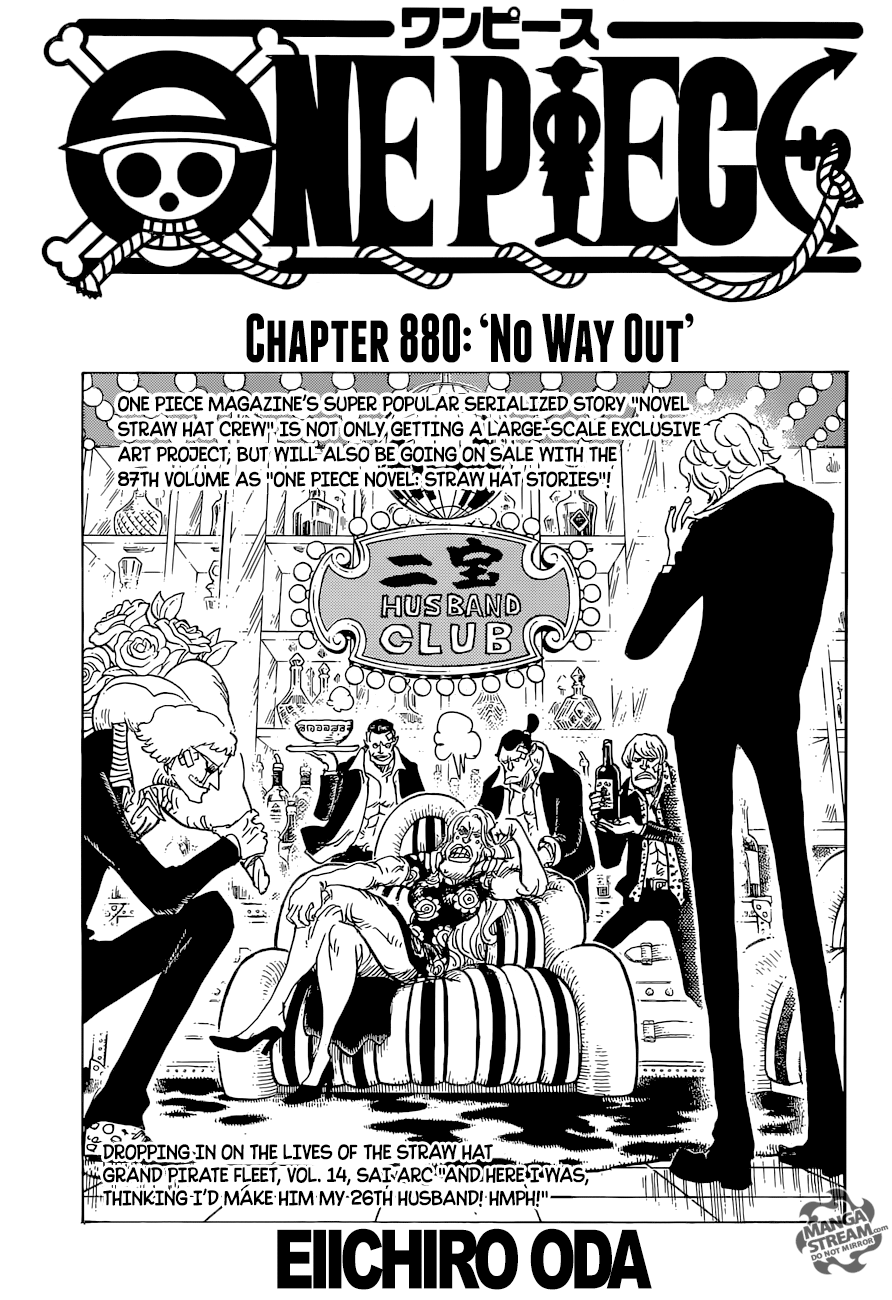 ワンピース
ONE PIECE
CHAPTER 880: ‘NO WAY OUT’
ONE PIECE MAGAZINE'S SUPER POPULAR SERIALIZED STORY "NOVEL
STRAW HAT CREW" IS NOT ONLY GETTING A LARGE-SCALE EXCLUSIVE
ART PROJECT, BUT WILL ALSO BE GOING ON SALE WITH THE
87TH VOLUME AS "ONE PIECE NOVEL: STRAW HAT STORIES"!
二宝
HUSBAND
CLUB
DROPPING IN ON THE LIVES OF THE STRAW HAT
GRAND PIRATE FLEET, VOL. 14, SAI ARC "AND HERE I WAS,
THINKING I'D MAKE HIM MY 26TH HUSBAND! HMPH!"
MANGA
STREAM.com
DO NOT MIRROR
EIICHIRO ODA